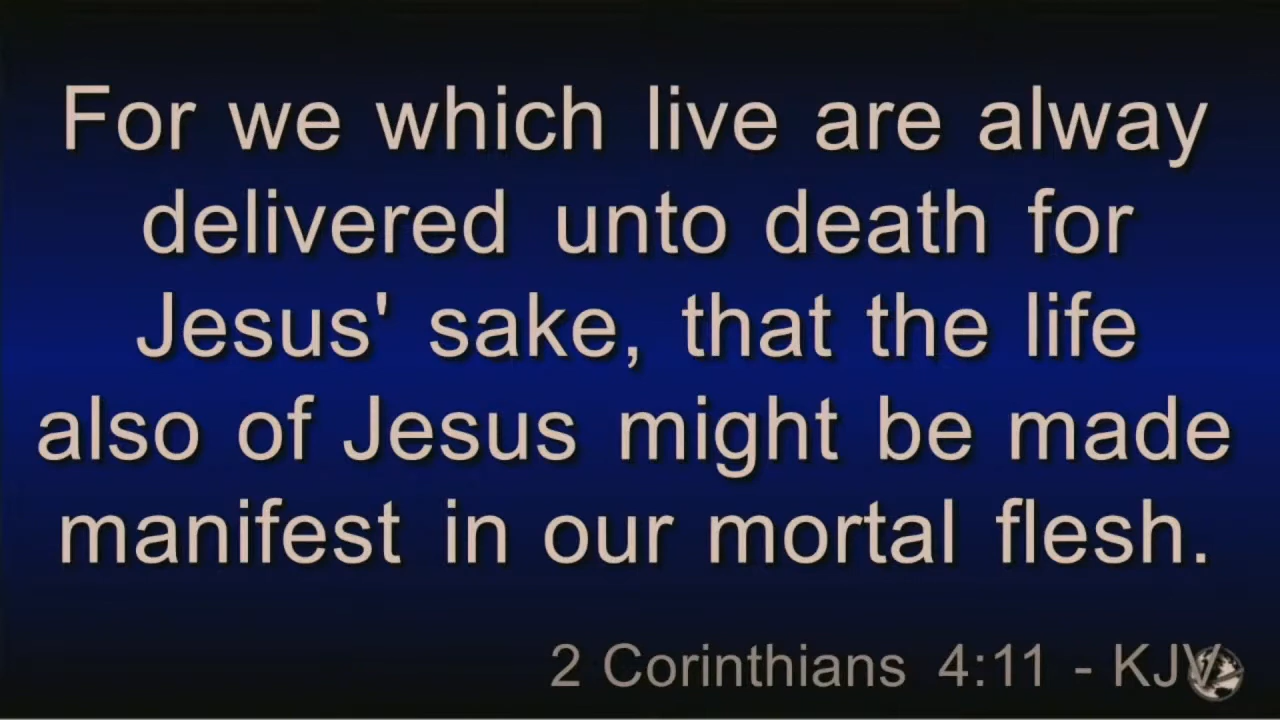 For we which live are alway
delivered unto death for
Jesus' sake, that the life
also of Jesus might be made
manifest in our mortal flesh.
2 Corinthians 4:11 - KJV